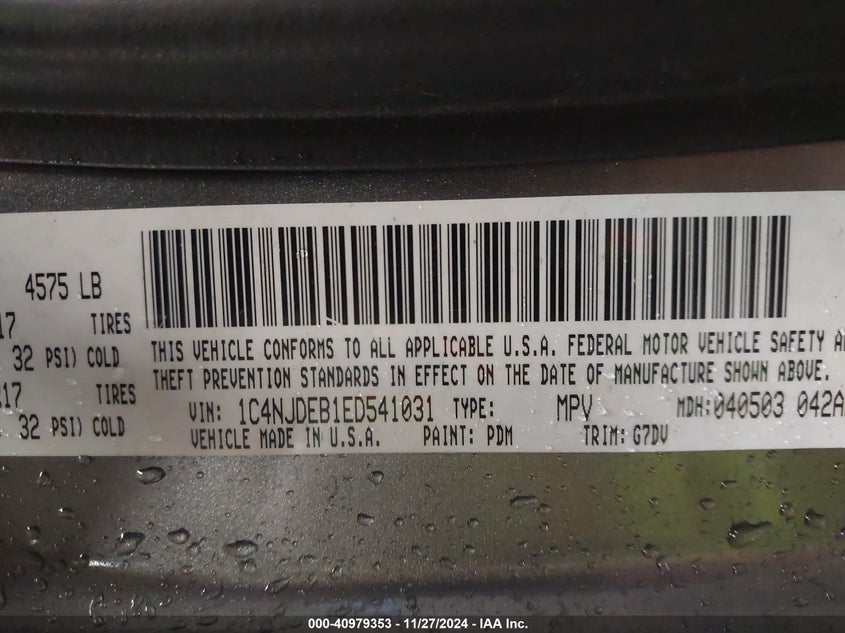 4575 LB
17 TIRES
32 PSI) COLD
17 TIRES
32 PSI) COLD
THIS VEHICLE CONFORMS TO ALL APPLICABLE U.S.A. FEDERAL MOTOR VEHICLE SAFETY A
THEFT PREVENTION STANDARDS IN EFFECT ON THE DATE OF MANUFACTURE SHOWN ABOVE.
VIN: 1C4NJDEB1ED541031 TYPE: MPV MDH:040503 042A
VEHICLE MADE IN U.S.A. PAINT: PDM TRIM: G7DV
000-40979353 - 11/27/2024 - IAA Inc.